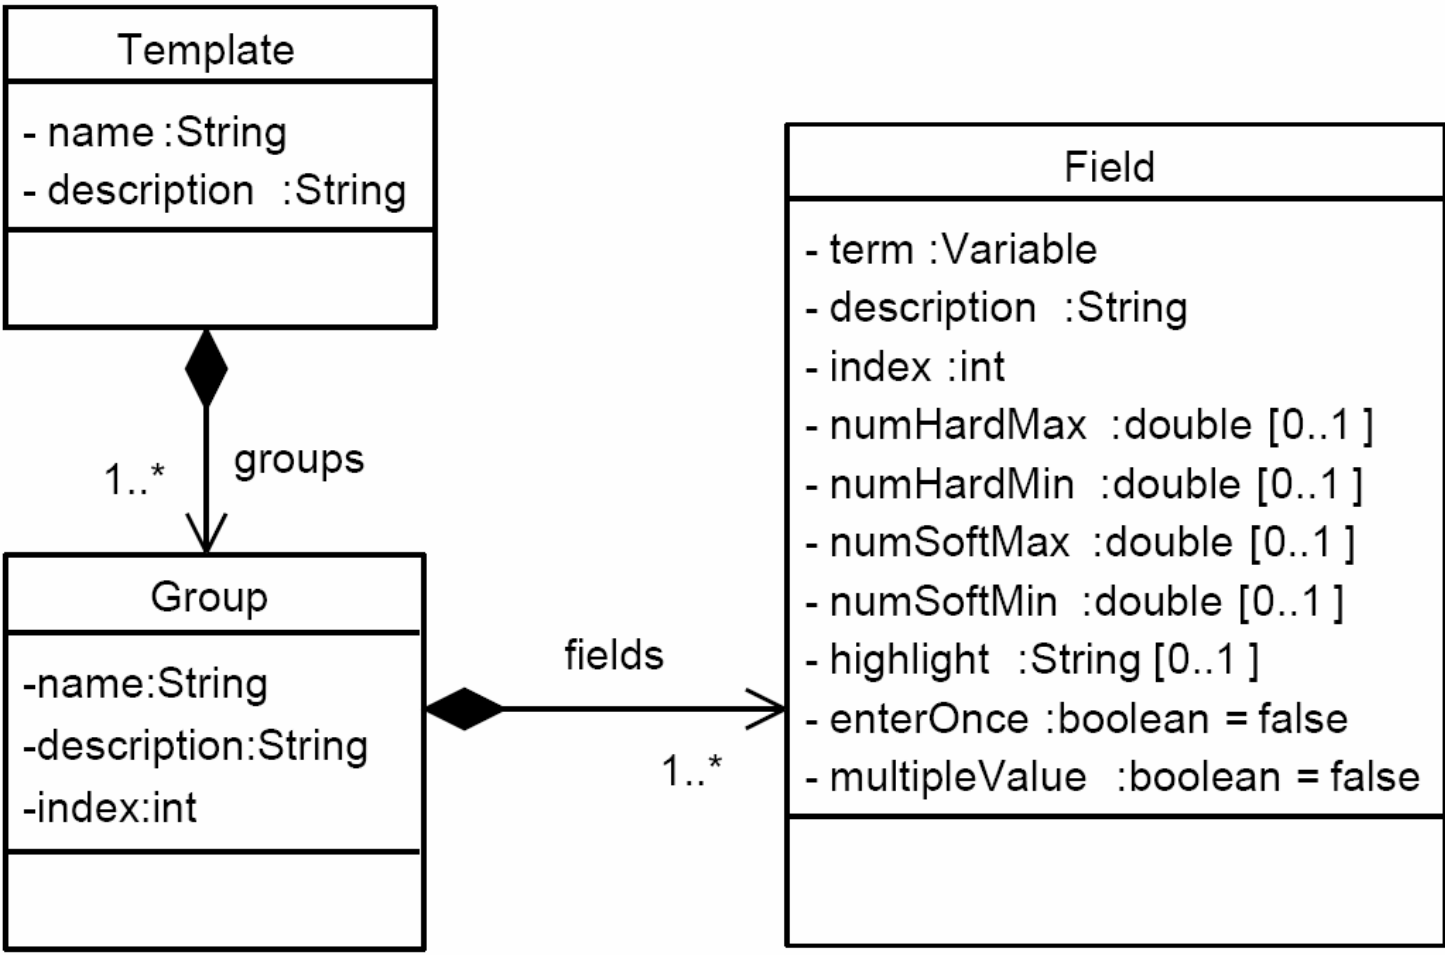 Template
- name :String
- description :String
groups
1..*
Group
-name:String
-description:String
-index:int
fields
1..*
Field
- term :Variable
- description :String
- index :int
- numHardMax :double [0..1 ]
- numHardMin :double [0..1 ]
- numSoftMax :double [0..1 ]
- numSoftMin :double [0..1 ]
- highlight :String [0..1 ]
- enterOnce :boolean = false
- multipleValue :boolean = false